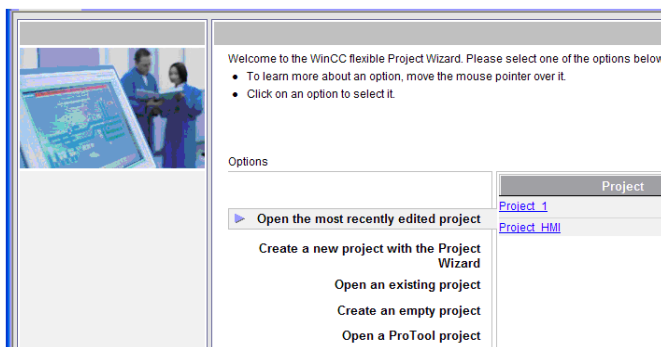 Welcome to the WinCC flexible Project Wizard. Please select one of the options below
• To learn more about an option, move the mouse pointer over it.
• Click on an option to select it.
Options
Project
Open the most recently edited project
Project_1
Project_HMI
Create a new project with the Project
Wizard
Open an existing project
Create an empty project
Open a ProTool project